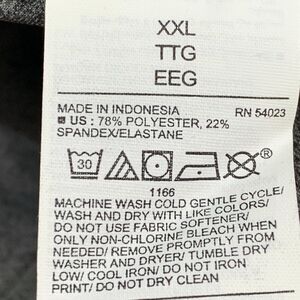 XXL
TTG
EEG
MADE IN INDONESIA RN 54023
■ US : 78% POLYESTER, 22%
SPANDEX/ELASTANE
30 ®
1166
MACHINE WASH COLD GENTLE CYCLE/
WASH AND DRY WITH LIKE COLORS/
DO NOT USE FABRIC SOFTENER/
ONLY NON-CHLORINE BLEACH WHEN
NEEDED/ REMOVE PROMPTLY FROM
WASHER AND DRYER/ TUMBLE DRY
LOW/ COOL IRON/ DO NOT IRON
PRINT/ DO NOT DRY CLEAN